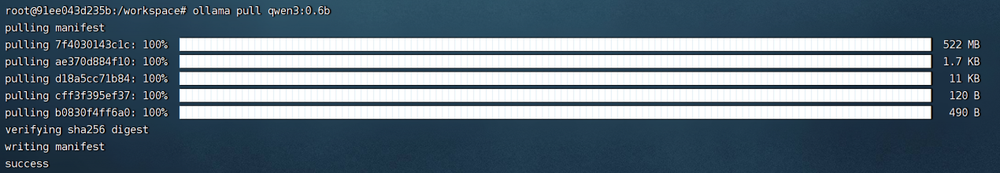 root@91ee043d235b:/workspace# ollama pull qwen3:0.6b
pulling manifest
pulling 7f4030143c1c: 100% 522 MB
pulling ae370d884f10: 100% 1.7 KB
pulling d18a5cc71b84: 100% 11 KB
pulling cff3f395ef37: 100% 120 B
pulling b0830f4ff6a0: 100% 490 B
verifying sha256 digest
writing manifest
success